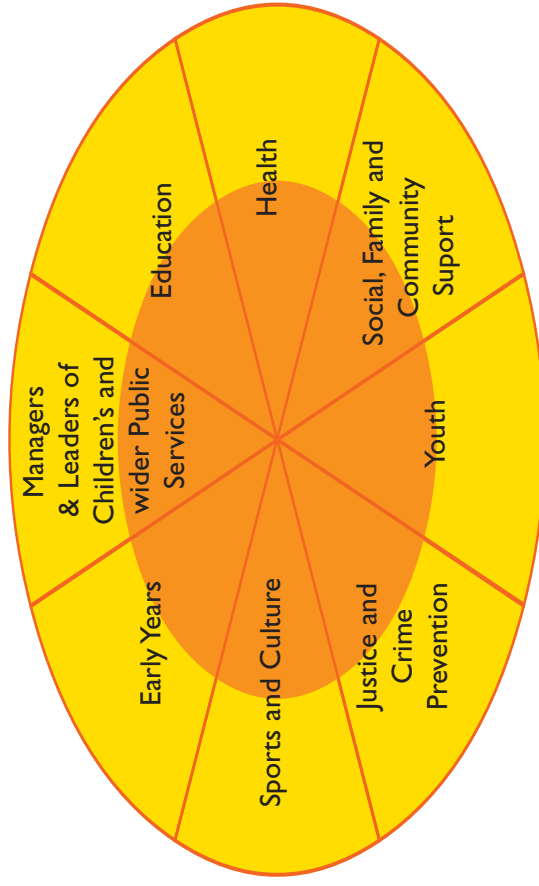 Managers
& Leaders of
Children's and
wider Public
Services
Education
Health
Social, Family and
Community
Suport
Youth
Justice and
Crime
Prevention
Sports and Culture
Early Years